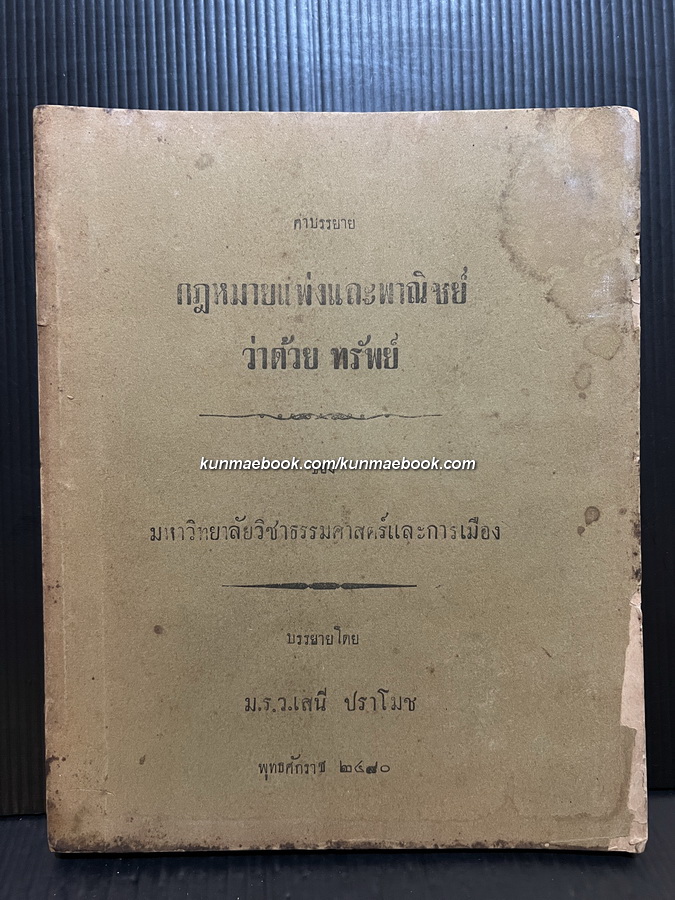 คำบรรยาย
กฎหมายแพ่งและพาณิชย์
ว่าด้วย ทรัพย์
kunmaebook.com/kunmaebook.com
ของ
มหาวิทยาลัยวิชาธรรมศาสตร์และการเมือง
บรรยายโดย
ม.ร.ว.เสนี ปราโมช
พุทธศักราช ๒๔๘๐